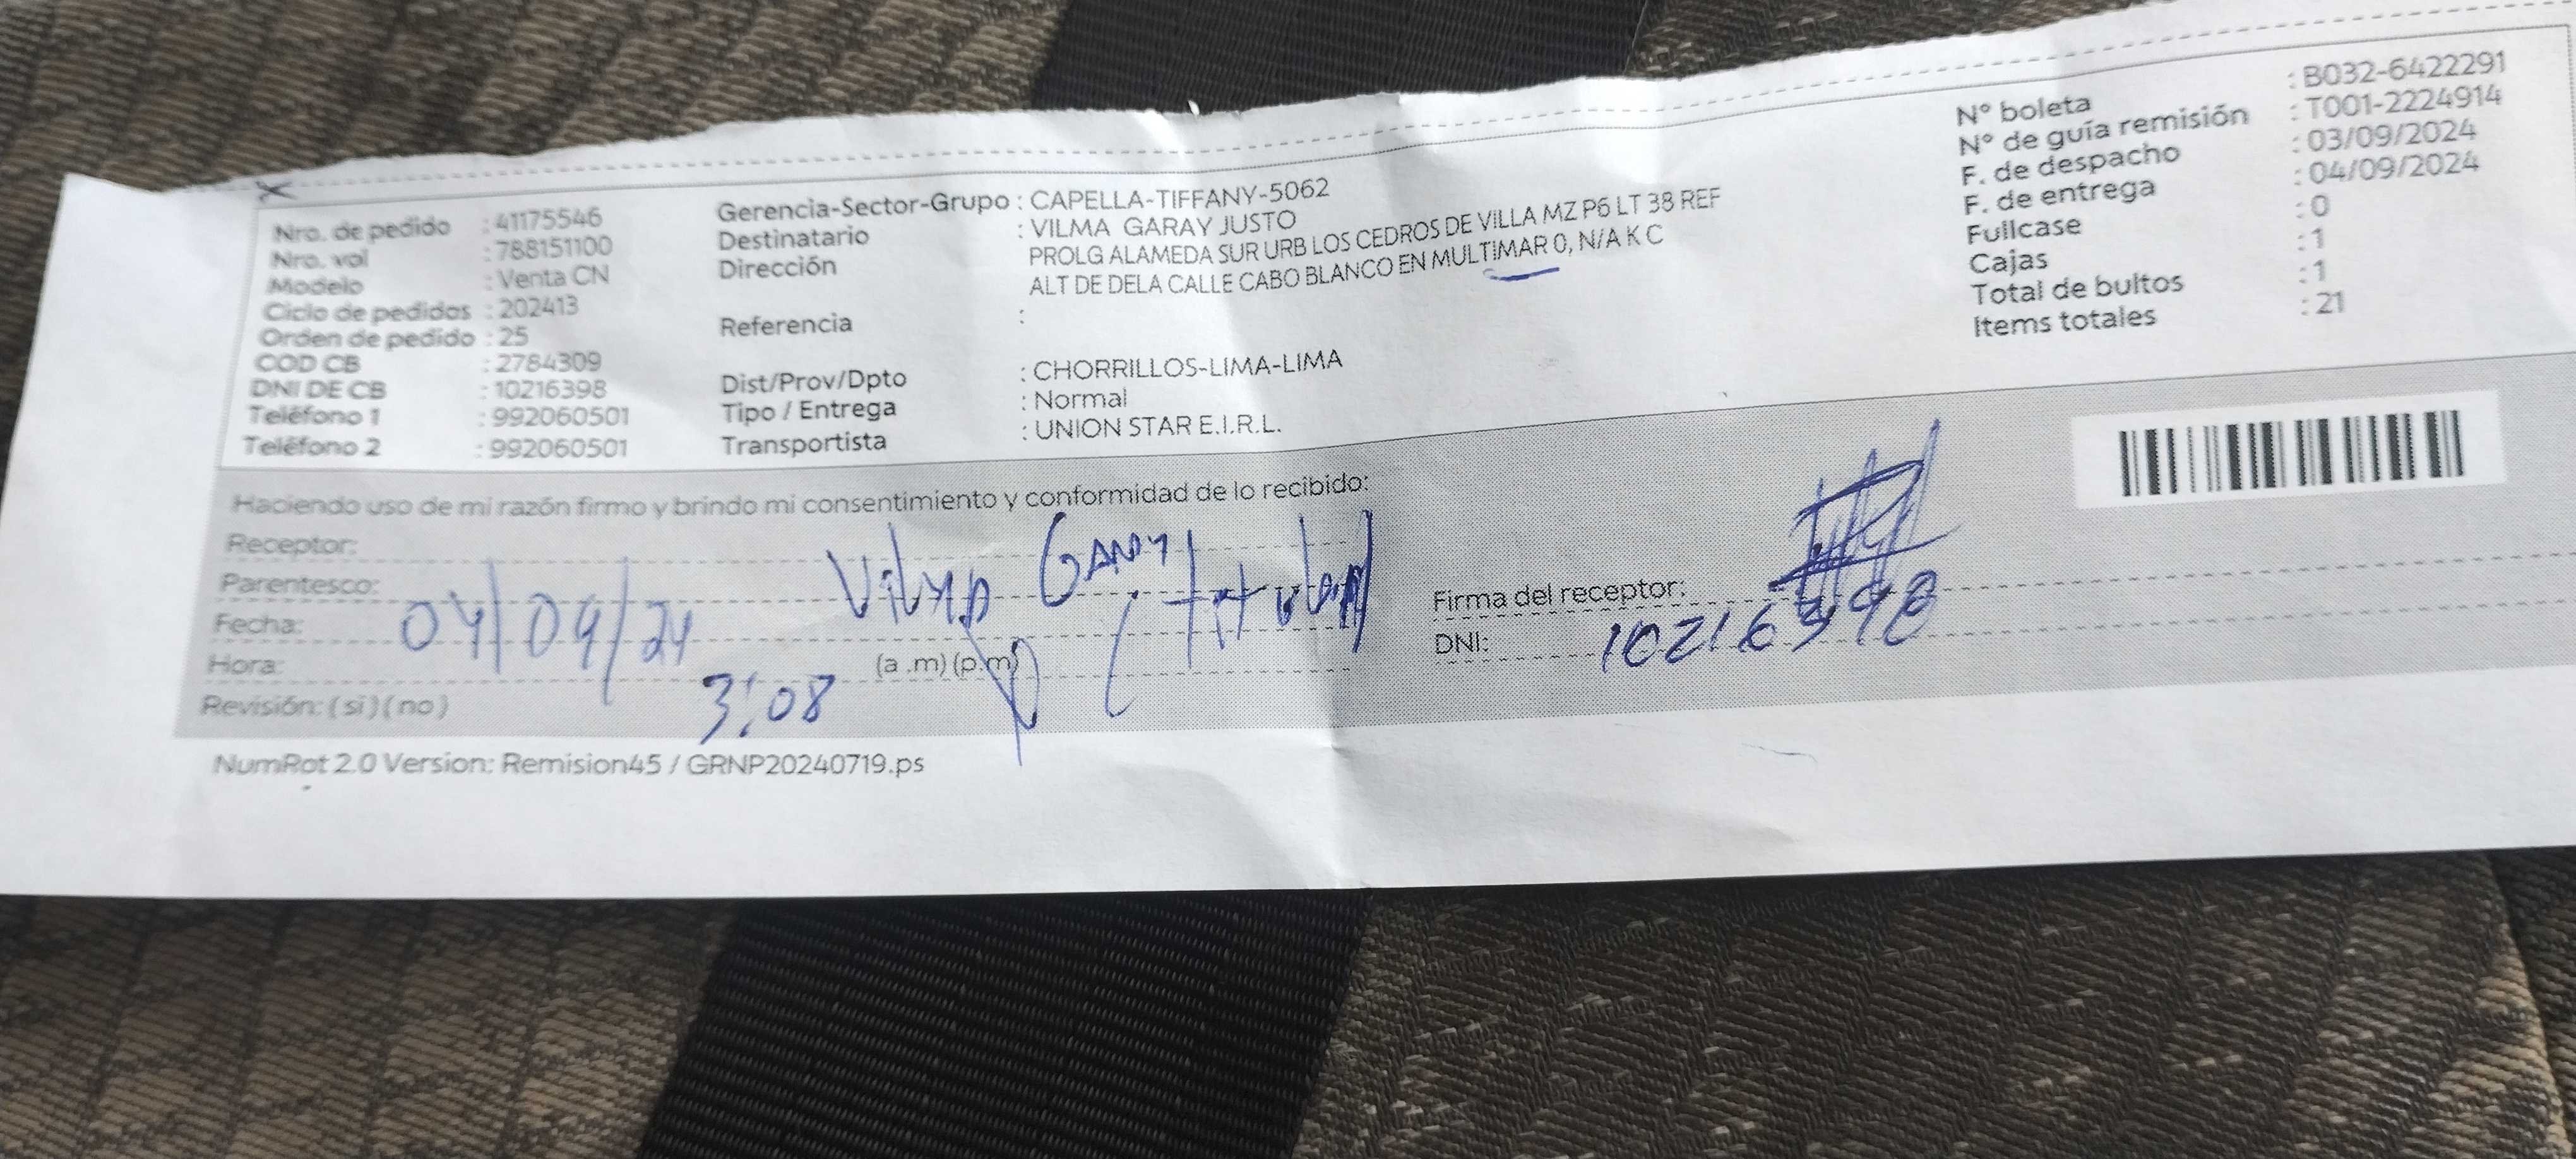 Nro. de pedido : 41175546
Nro. vol : 788151100
Modelo : Venta CN
Ciclo de pedidos : 202413
Orden de pedido : 25
COD CB : 2784309
DNI DE CB : 10216398
Teléfono 1 : 992060501
Teléfono 2 : 992060501
Gerencia-Sector-Grupo : CAPELLA-TIFFANY-5062
Destinatario : VILMA GARAY JUSTO
Dirección : PROLG ALAMEDA SUR URB LOS CEDROS DE VILLA MZ P6 LT 38 REF
ALT DE DELA CALLE CABO BLANCO EN MULTIMAR 0, N/A K C
Referencia :
Dist/Prov/Dpto : CHORRILLOS-LIMA-LIMA
Tipo / Entrega : Normal
Transportista : UNION STAR E.I.R.L.
N° boleta : B032-6422291
N° de guía remisión : T001-2224914
F. de despacho : 03/09/2024
F. de entrega : 04/09/2024
Fullcase : 0
Cajas : 1
Total de bultos : 1
Items totales : 21
Haciendo uso de mi razón firmo y brindo mi consentimiento y conformidad de lo recibido:
Receptor:
Vilma Garay
Parentesco:
Fecha: 04/09/24
Hora: 3:08 (a .m) (p.m)
Revisión: ( si ) ( no )
Firma del receptor:
DNI: 10216398
NumRot 2.0 Version: Remision45 / GRNP20240719.ps